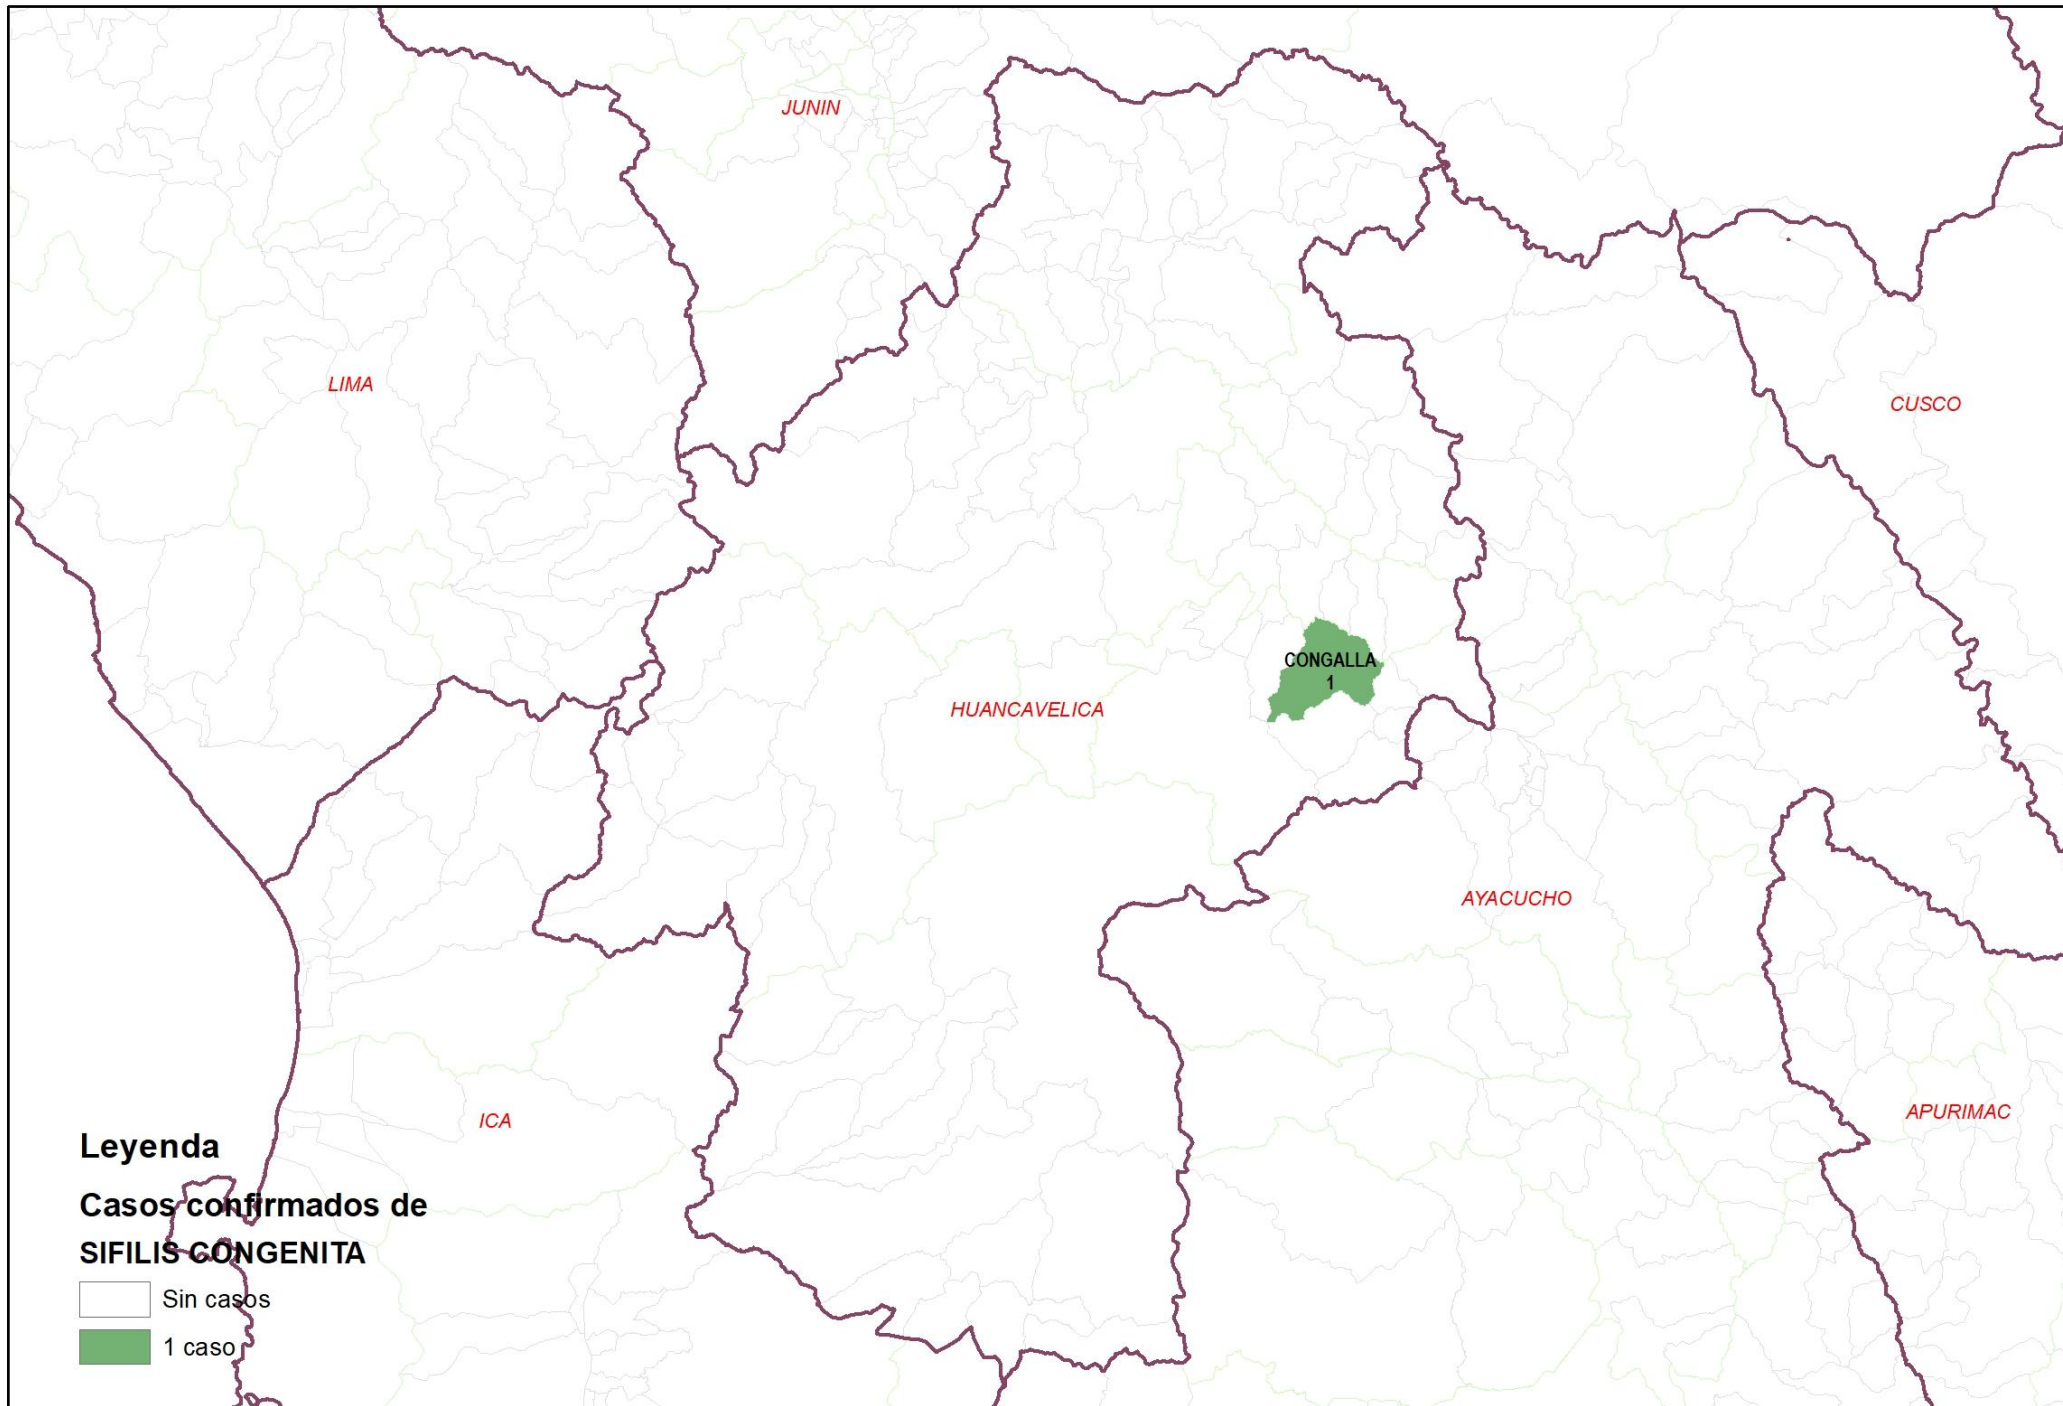 JUNIN
LIMA
CUSCO
CONGALLA
1
HUANCAVELICA
AYACUCHO
ICA
APURIMAC
Leyenda
Casos confirmados de
SIFILIS CONGENITA
Sin casos
1 caso